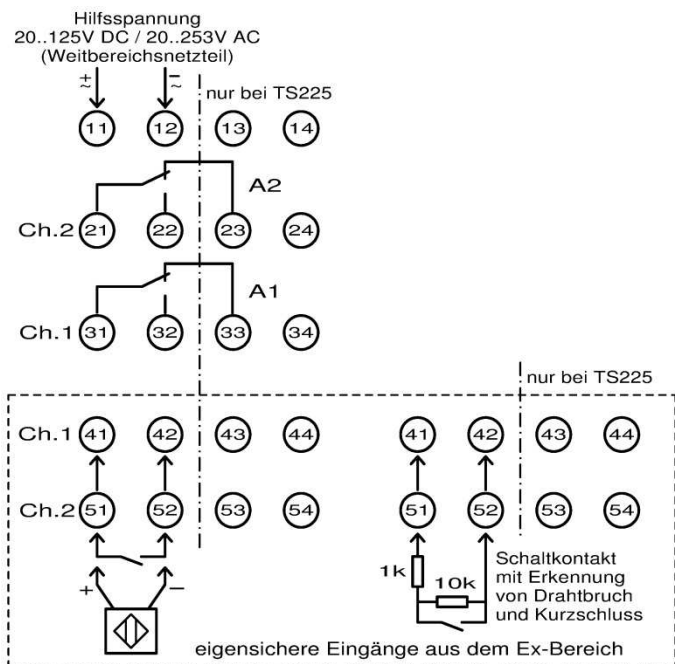 Hilfsspannung
20..125V DC / 20..253V AC
(Weitbereichsnetzteil)
+
~
−
~
nur bei TS225
11 12 13 14
A2
Ch.2 21 22 23 24
A1
Ch.1 31 32 33 34
nur bei TS225
Ch.1 41 42 43 44 41 42 43 44
Ch.2 51 52 53 54 51 52 53 54
+ −
1k
10k
Schaltkontakt
mit Erkennung
von Drahtbruch
und Kurzschluss
eigensichere Eingänge aus dem Ex-Bereich